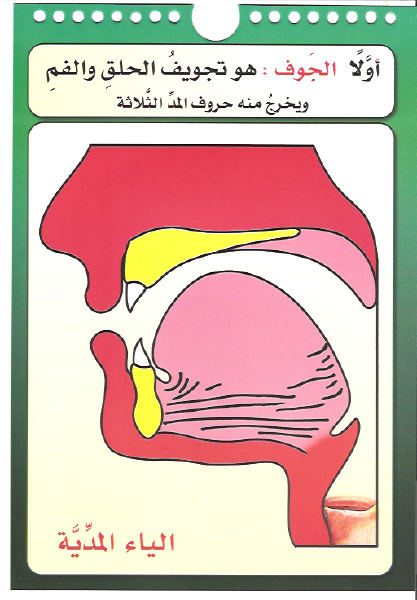 أوَّلًا الجَوف : هو تجويفُ الحلقِ والفمِ
ويخرجُ منه حروف المدِّ الثَّلاثة
الياء المدِّيَّة